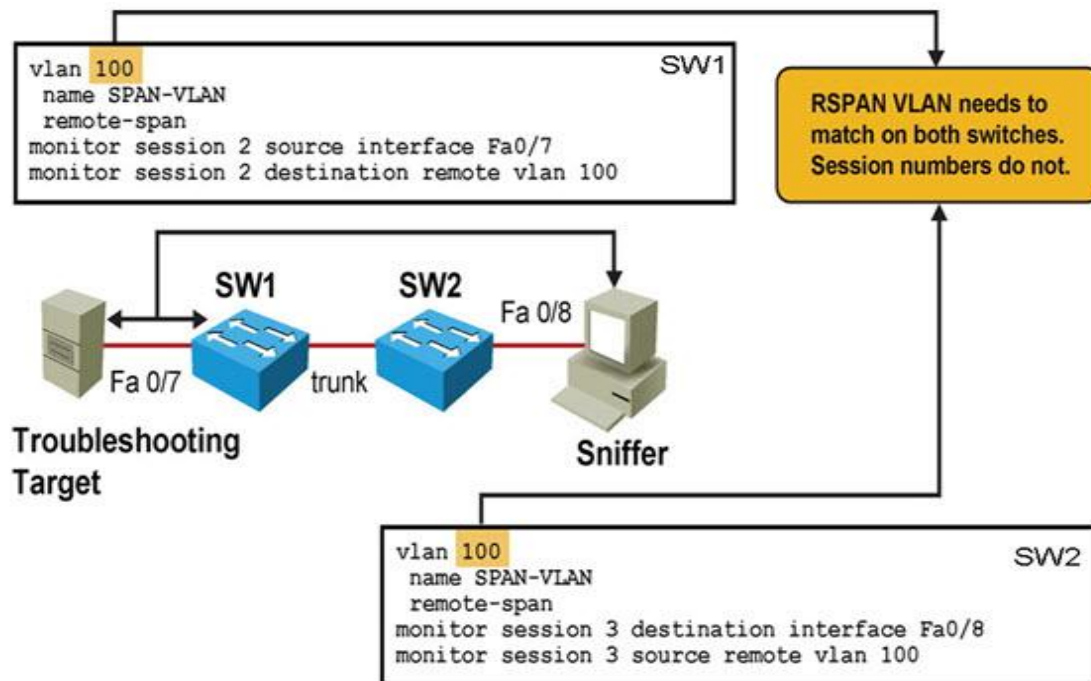 SW1
vlan 100
name SPAN-VLAN
remote-span
monitor session 2 source interface Fa0/7
monitor session 2 destination remote vlan 100
RSPAN VLAN needs to
match on both switches.
Session numbers do not.
SW1
SW2
Fa 0/8
Fa 0/7
trunk
Troubleshooting
Target
Sniffer
SW2
vlan 100
name SPAN-VLAN
remote-span
monitor session 3 destination interface Fa0/8
monitor session 3 source remote vlan 100